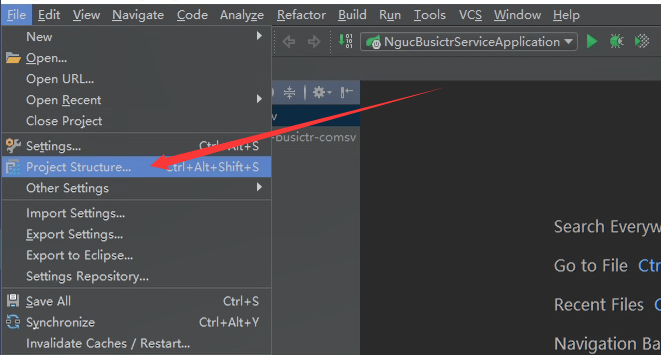 File Edit View Navigate Code Analyze Refactor Build Run Tools VCS Window Help
NgucBusictrServiceApplication
New
Open...
Open URL...
Open Recent
Close Project
Settings... Ctrl+Alt+S
Project Structure... Ctrl+Alt+Shift+S
Other Settings
Import Settings...
Export Settings...
Export to Eclipse...
Settings Repository...
Save All Ctrl+S
Synchronize Ctrl+Alt+Y
Invalidate Caches / Restart...
-busictr-comsv
Search Everyw
Go to File Ctr
Recent Files C
Navigation Ba